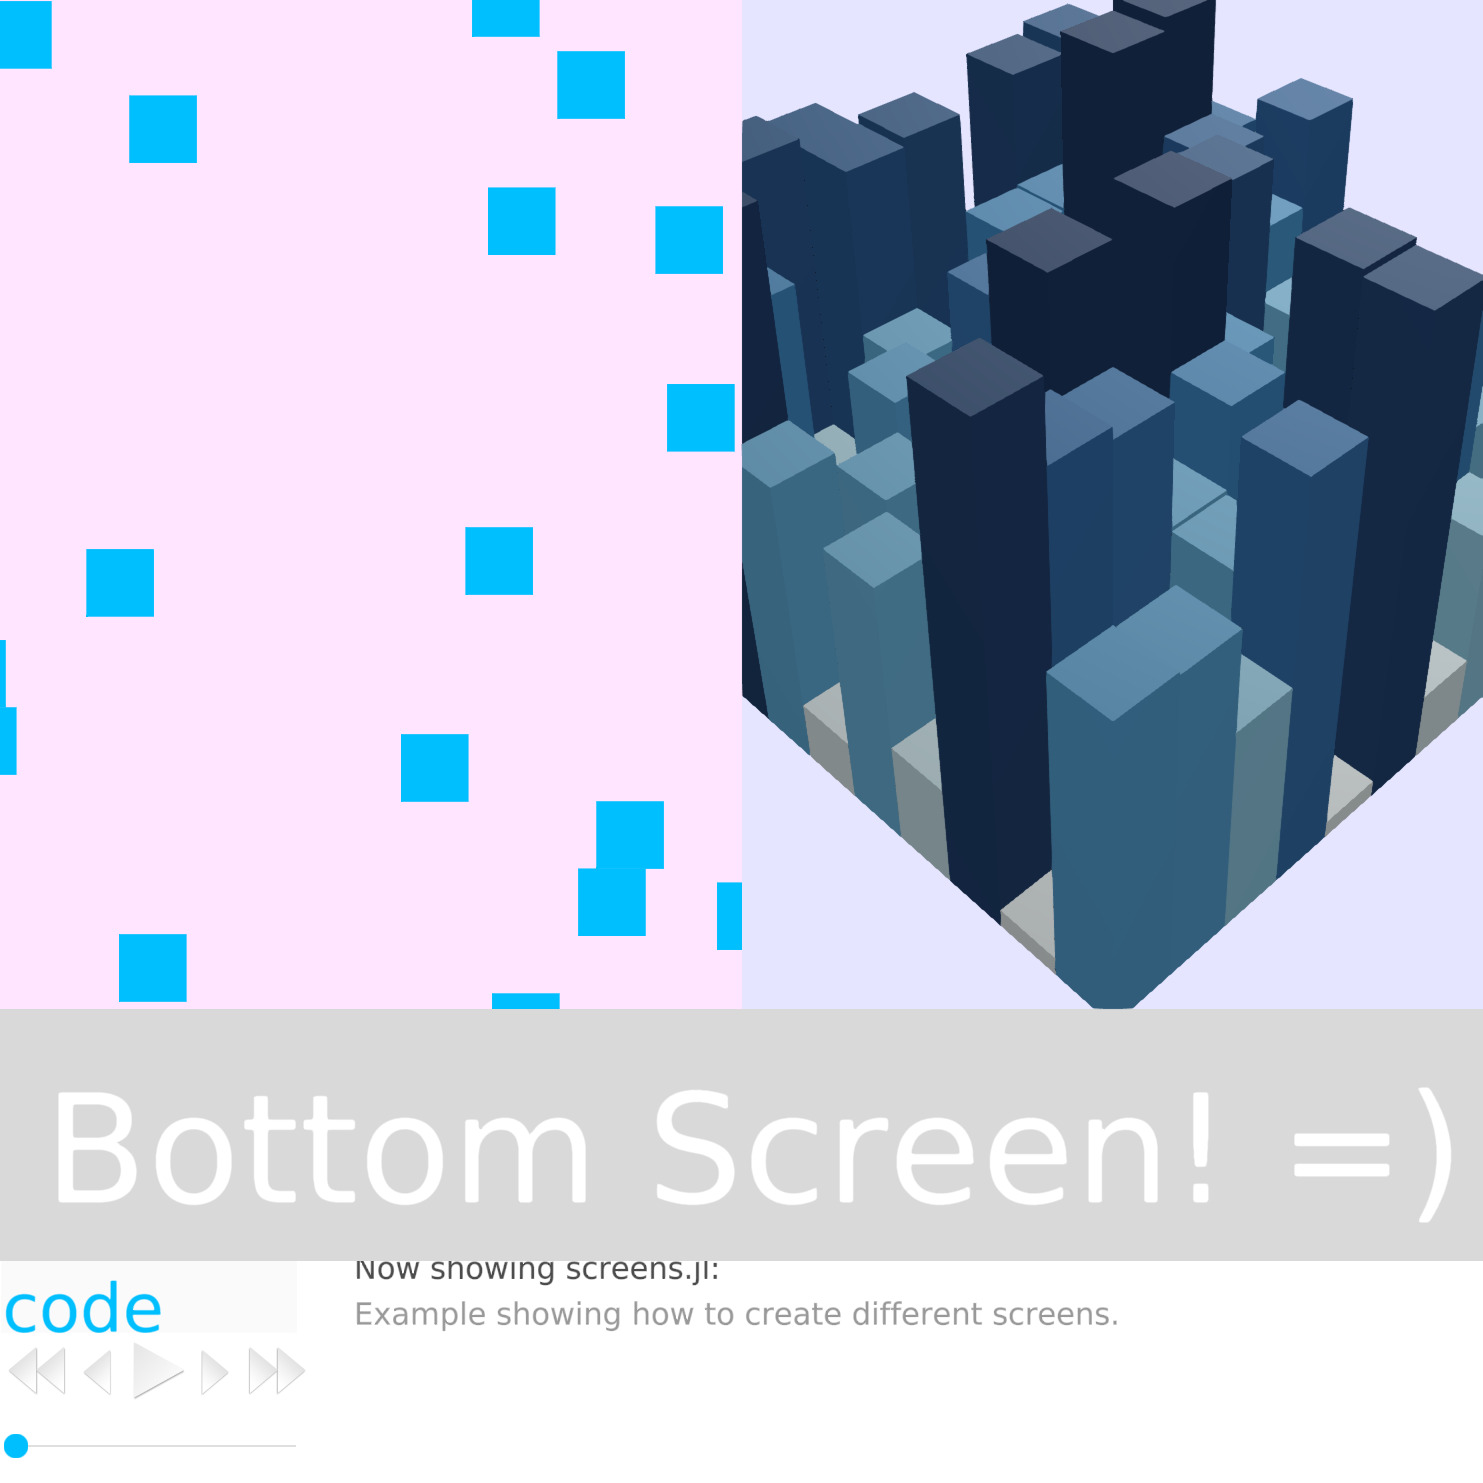 Bottom Screen! =)
Now showing screens.jl:
code
Example showing how to create different screens.